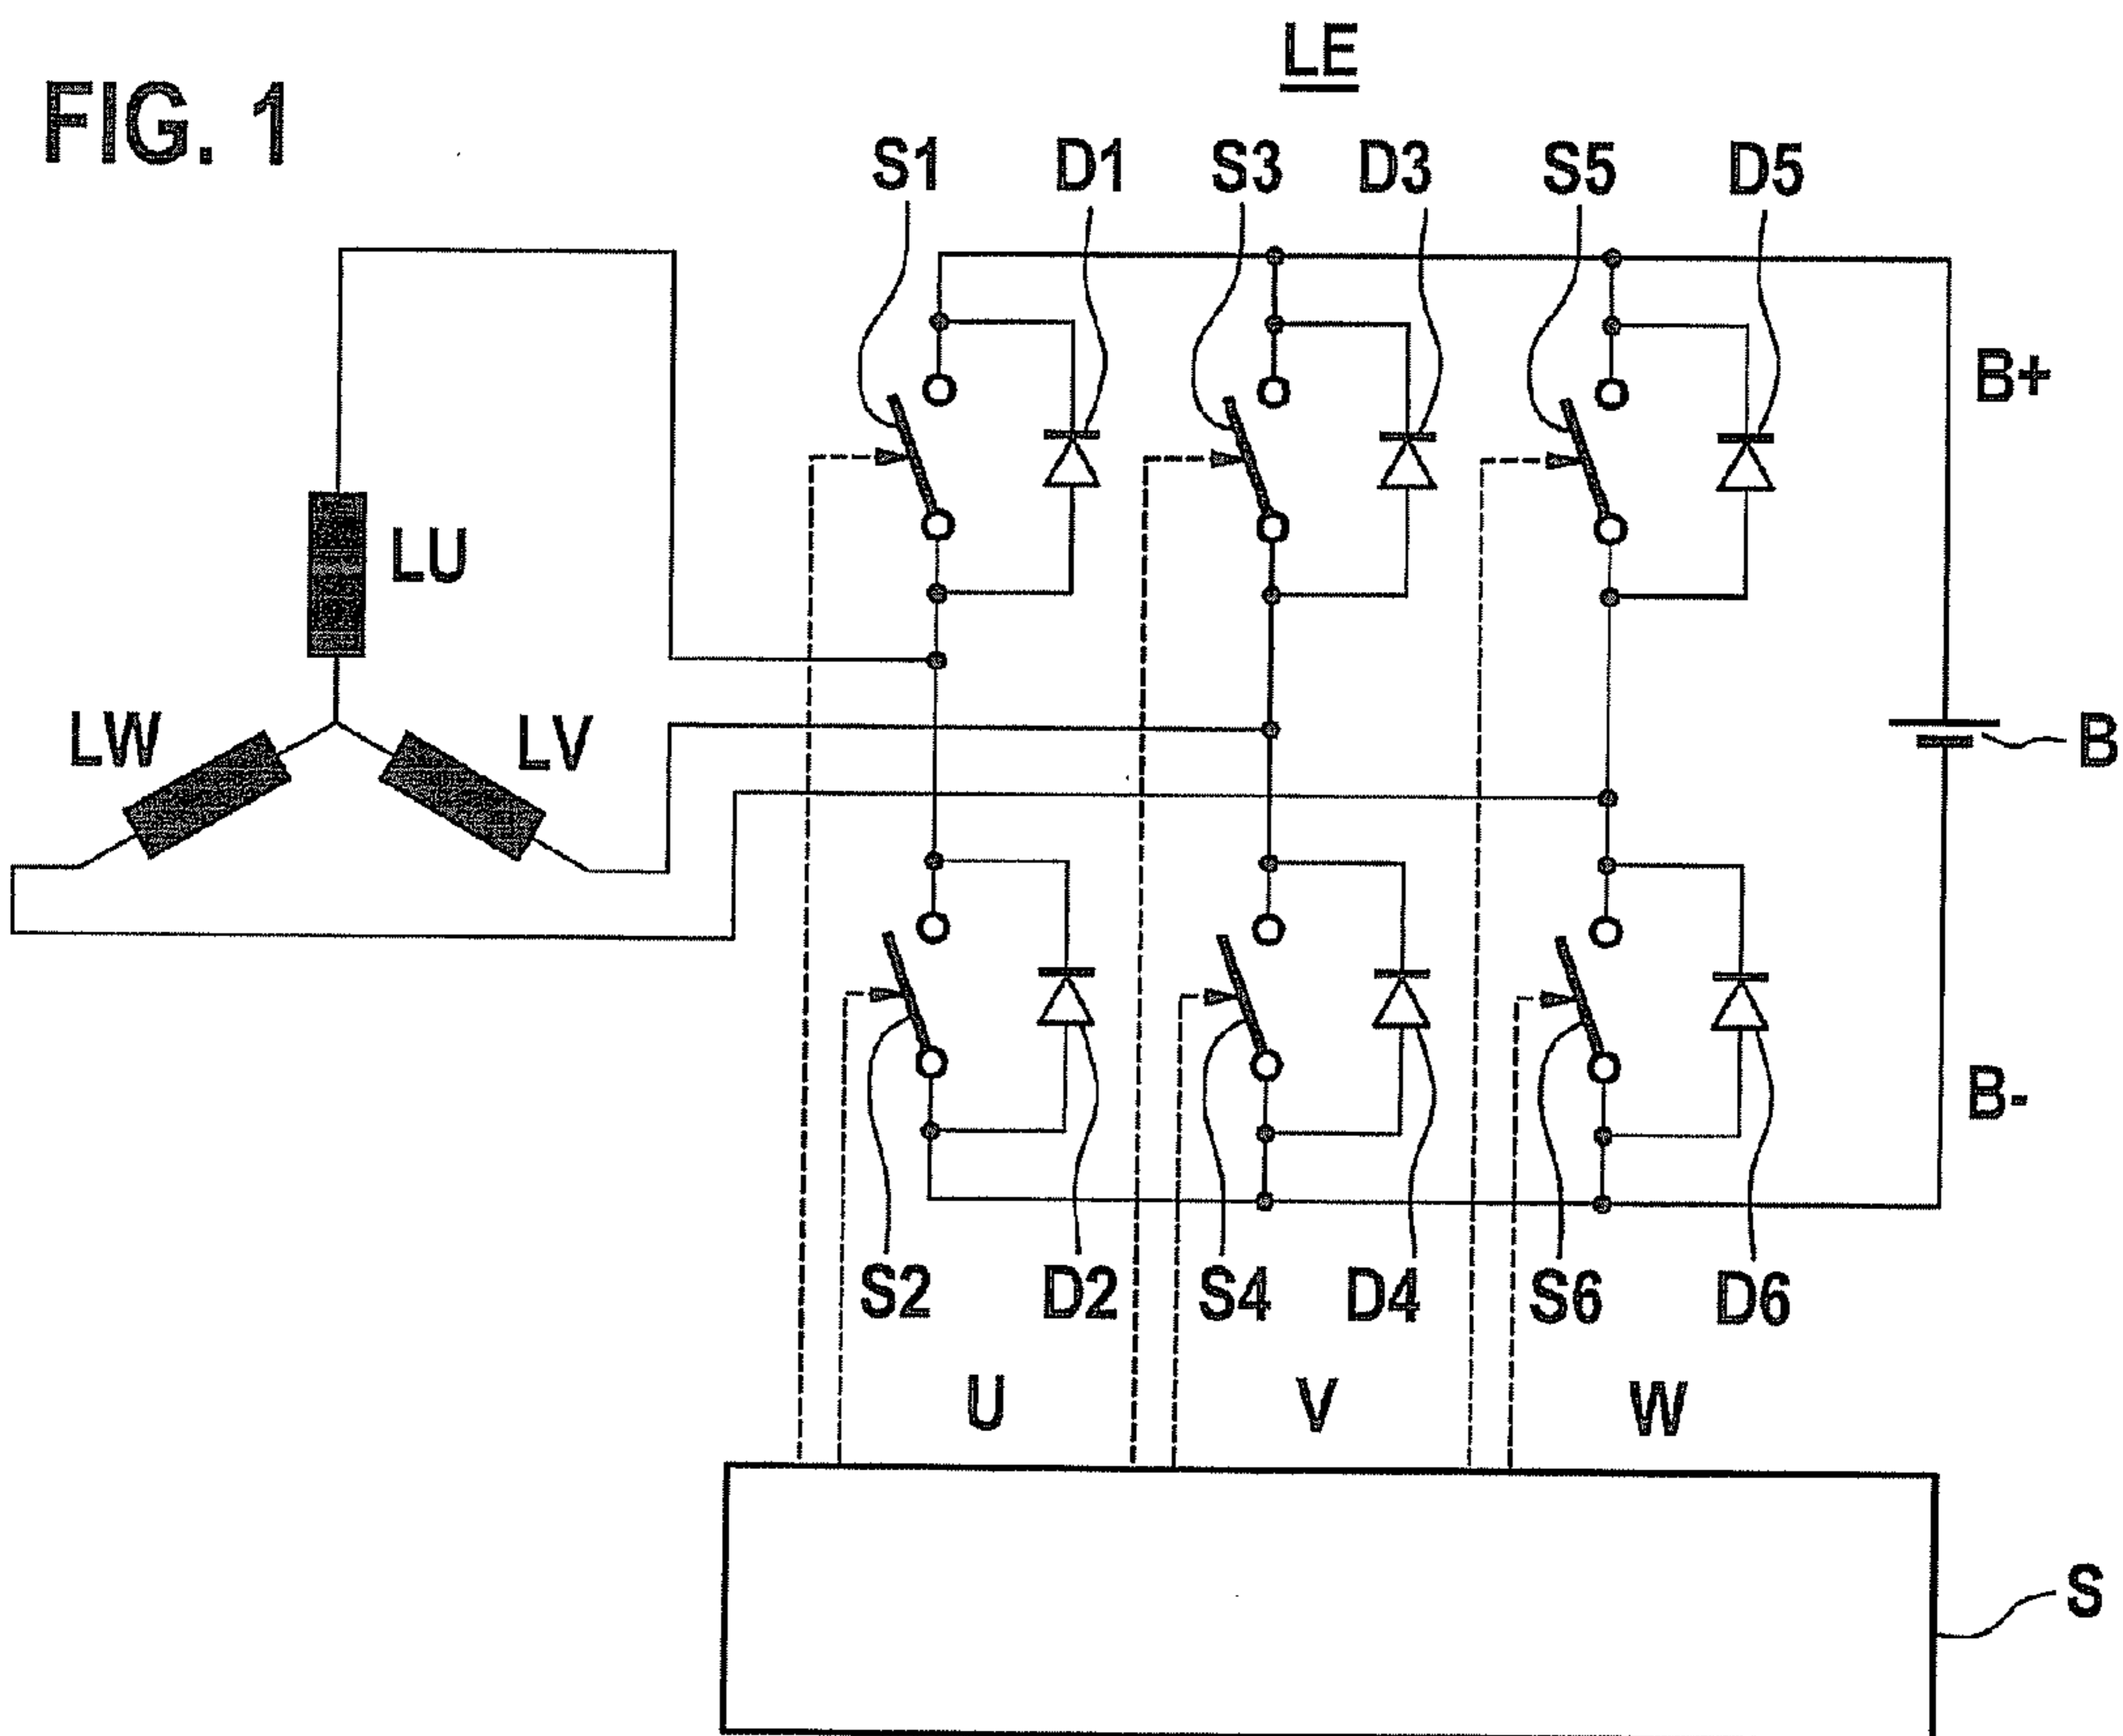 LE
FIG. 1
S1 D1 S3 D3 S5 D5
B+
LU
LW LV
B
B-
S2 D2 S4 D4 S6 D6
U V W
S